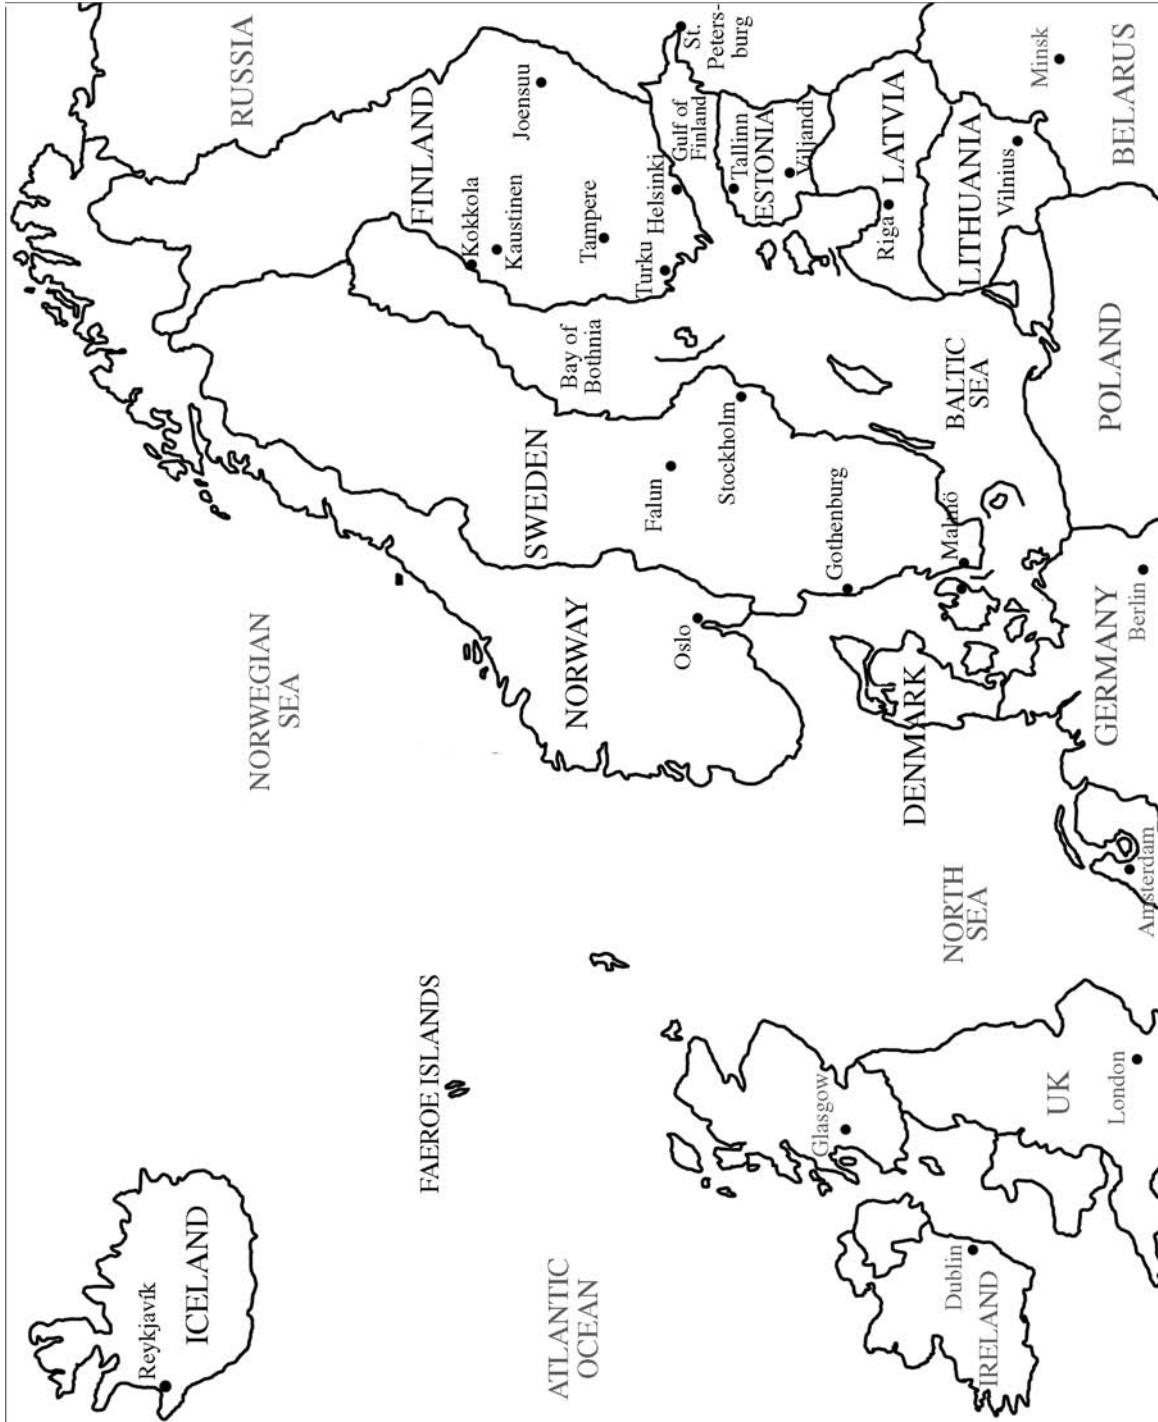 ICELAND
Reykjavík
FAEROE ISLANDS
ATLANTIC
OCEAN
NORWEGIAN
SEA
NORTH
SEA
IRELAND
Dublin
UK
Glasgow
London
Amsterdam
NORWAY
Oslo
SWEDEN
Falun
Stockholm
Gothenburg
Malmö
DENMARK
GERMANY
Berlin
Bay of
Bothnia
BALTIC
SEA
POLAND
FINLAND
Kokkola
Kaustinen
Joensuu
Tampere
Turku
Helsinki
Gulf of
Finland
RUSSIA
St.
Peters-
burg
Tallinn
ESTONIA
Viljandi
Riga
LATVIA
LITHUANIA
Vilnius
Minsk
BELARUS